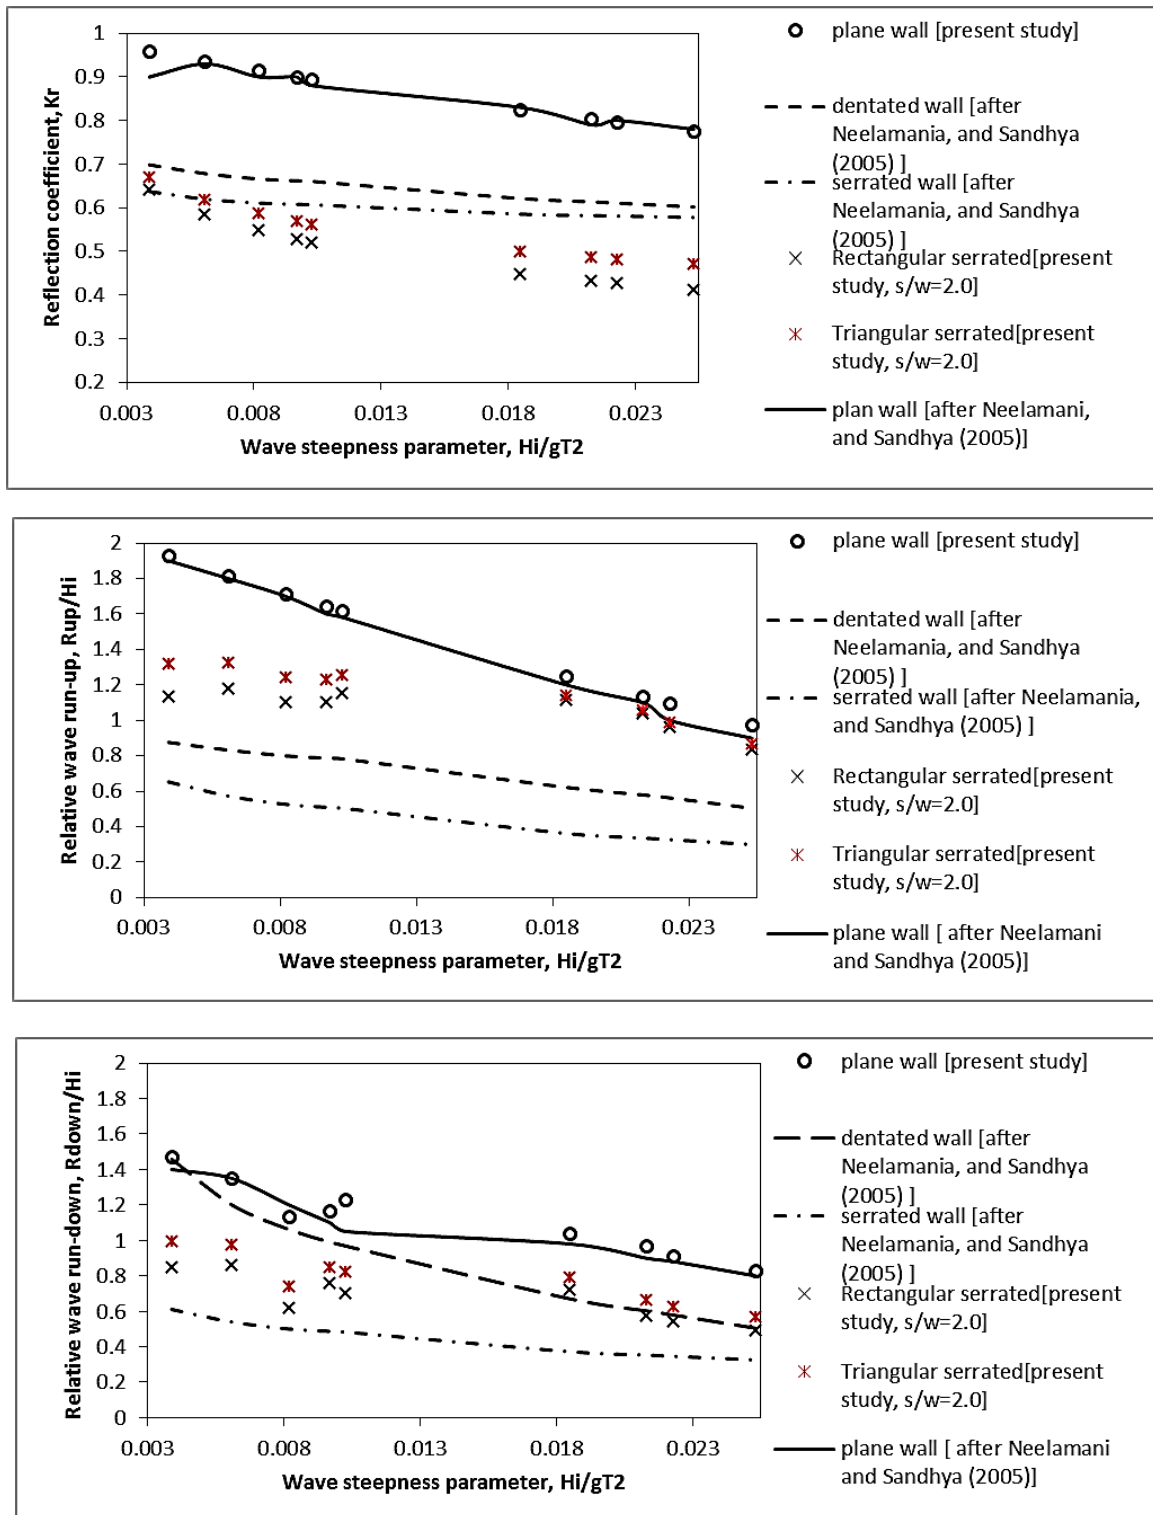 1
0.9
0.8
0.7
0.6
0.5
0.4
0.3
0.2
Reflection coefficient,Kr
0.003
0.008
0.013
0.018
0.023
Wave steepness parameter, Hi/gT2
plane wall [present study]
dentated wall [after
Neelamania, and Sandhya
(2005) ]
serrated wall [after
Neelamania, and Sandhya
(2005) ]
Rectangular serrated[present
study, s/w=2.0]
Triangular serrated[present
study, s/w=2.0]
plan wall [after Neelamani,
and Sandhya (2005)]
2
1.8
1.6
1.4
1.2
1
0.8
0.6
0.4
0.2
0
Relative wave run-up, Rup/Hi
0.003
0.008
0.013
0.018
0.023
Wave steepness parameter, Hi/gT2
plane wall [present study]
dentated wall [after
Neelamania, and Sandhya
(2005) ]
serrated wall [after Neelamania,
and Sandhya (2005) ]
Rectangular serrated[present
study, s/w=2.0]
Triangular serrated[present
study, s/w=2.0]
plane wall [ after Neelamani
and Sandhya (2005)]
2
1.8
1.6
1.4
1.2
1
0.8
0.6
0.4
0.2
0
Relative wave run-down, Rdown/Hi
0.003
0.008
0.013
0.018
0.023
Wave steepness parameter, Hi/gT2
plane wall [present study]
dentated wall [after
Neelamania, and Sandhya
(2005) ]
serrated wall [after
Neelamania, and Sandhya
(2005) ]
Rectangular serrated[present
study, s/w=2.0]
Triangular serrated[present
study, s/w=2.0]
plane wall [ after Neelamani
and Sandhya (2005)]